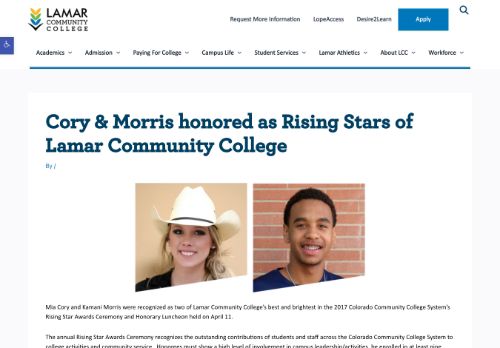 LAMAR
COMMUNITY
COLLEGE
Request More Information LopeAccess Desire2Learn Apply
Academics Admission Paying For College Campus Life Student Services Lamar Athletics About LCC Workforce
Cory & Morris honored as Rising Stars of
Lamar Community College
By /
Mia Cory and Kamani Morris were recognized as two of Lamar Community College's best and brightest in the 2017 Colorado Community College System's
Rising Star Awards Ceremony and Honorary Luncheon held on April 11.
The annual Rising Star Awards Ceremony recognizes the outstanding contributions of students and staff across the Colorado Community College System to
college activities and community service. Honorees must show a high level of involvement in campus leadership/activities, be enrolled in at least nine